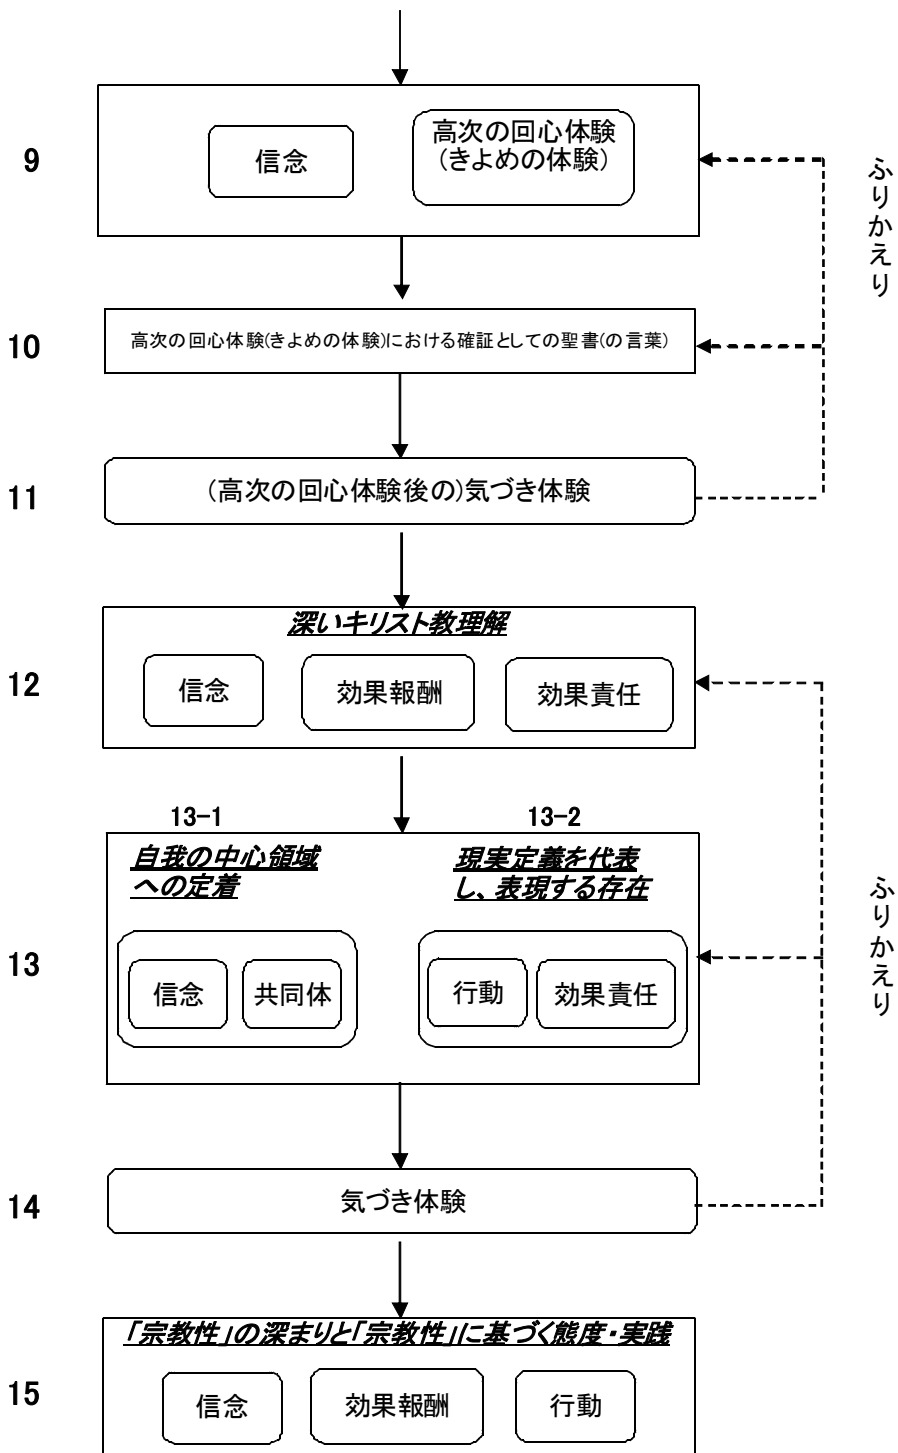 9
信念
高次の回心体験
(きよめの体験)
ふりかえり
10
高次の回心体験(きよめの体験)における確証としての聖書(の言葉)
11
(高次の回心体験後の)気づき体験
12
深いキリスト教理解
信念
効果報酬
効果責任
13-1
13-2
自我の中心領域
への定着
現実定義を代表
し、表現する存在
13
信念
共同体
行動
効果責任
ふりかえり
14
気づき体験
「宗教性」の深まりと「宗教性」に基づく態度・実践
15
信念
効果報酬
行動